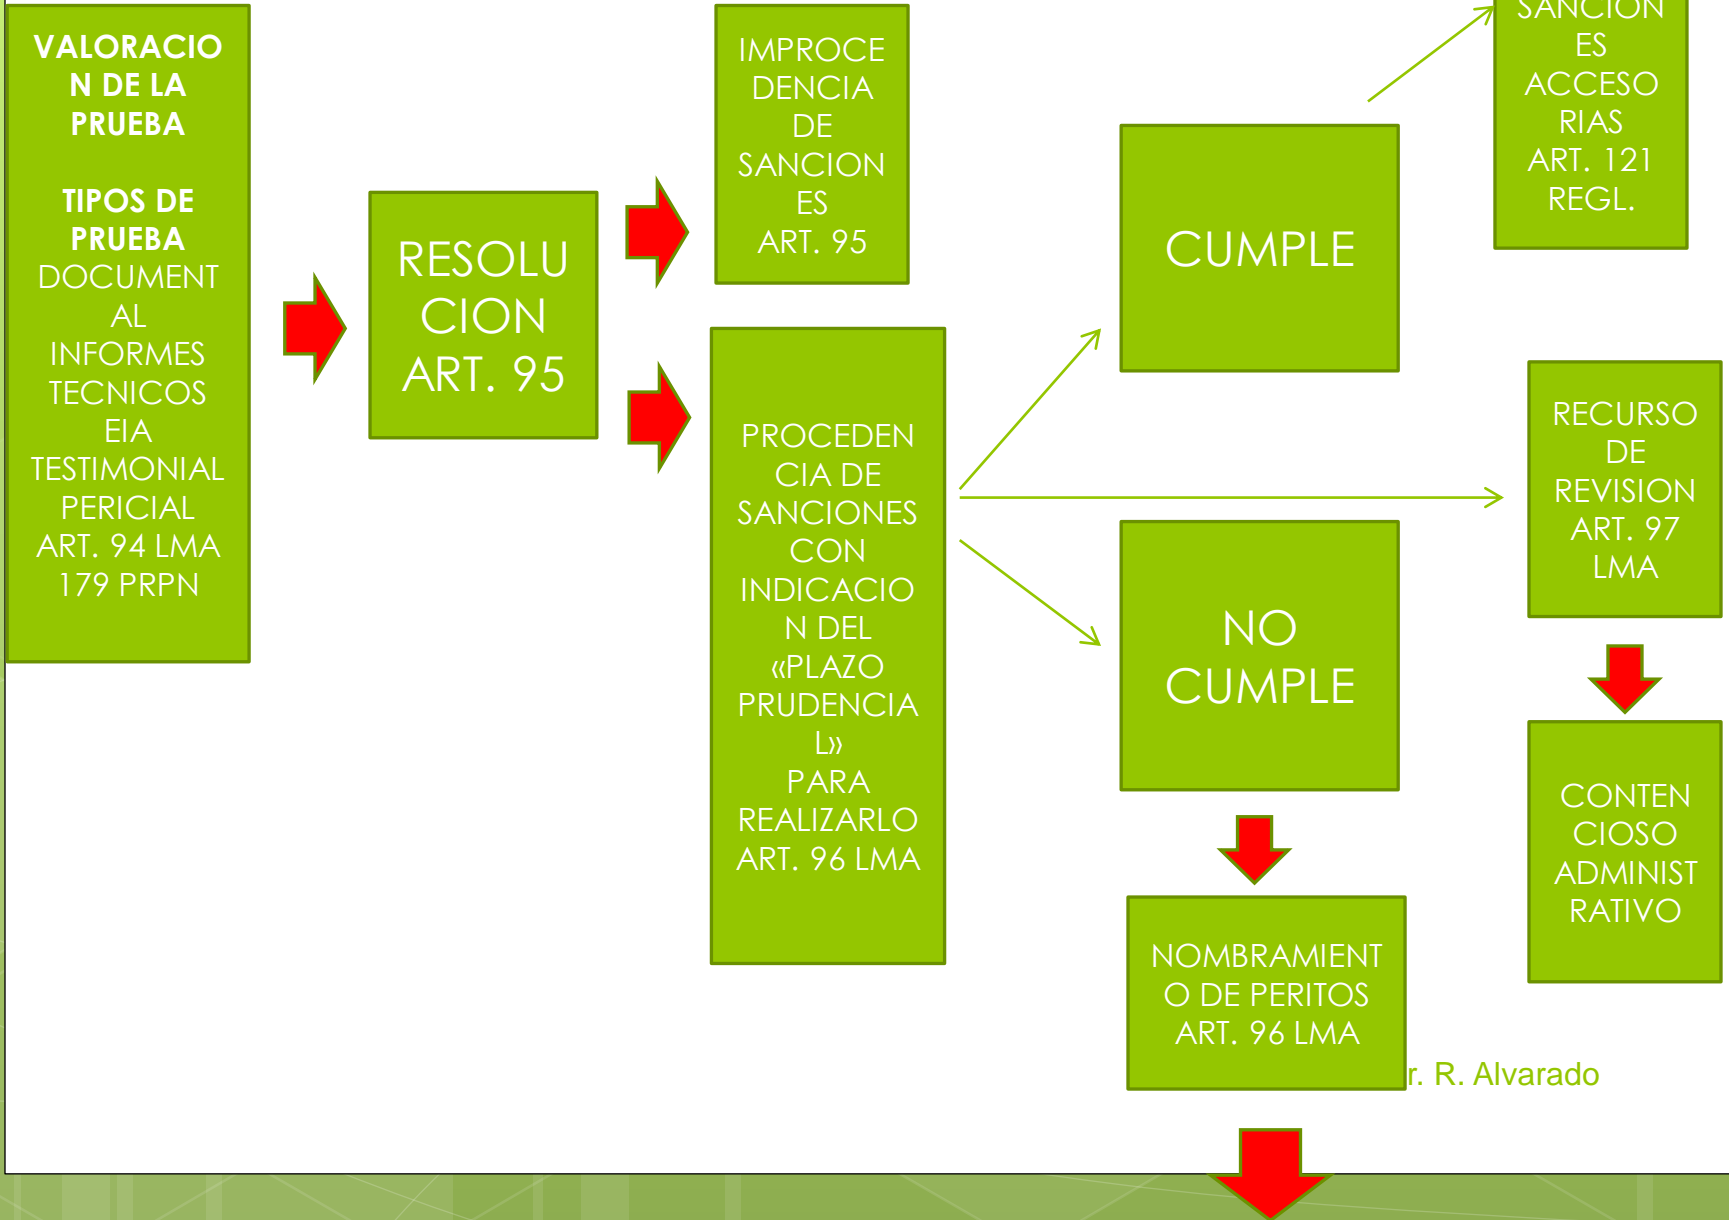 VALORACIO
N DE LA
PRUEBA
TIPOS DE
PRUEBA
DOCUMENT
AL
INFORMES
TECNICOS
EIA
TESTIMONIAL
PERICIAL
ART. 94 LMA
179 PRPN
RESOLU
CION
ART. 95
IMPROCE
DENCIA
DE
SANCION
ES
ART. 95
PROCEDEN
CIA DE
SANCIONES
CON
INDICACIO
N DEL
«PLAZO
PRUDENCIA
L»
PARA
REALIZARLO
ART. 96 LMA
CUMPLE
SANCION
ES
ACCESO
RIAS
ART. 121
REGL.
NO
CUMPLE
RECURSO
DE
REVISION
ART. 97
LMA
CONTEN
CIOSO
ADMINIST
RATIVO
NOMBRAMIENT
O DE PERITOS
ART. 96 LMA
r. R. Alvarado